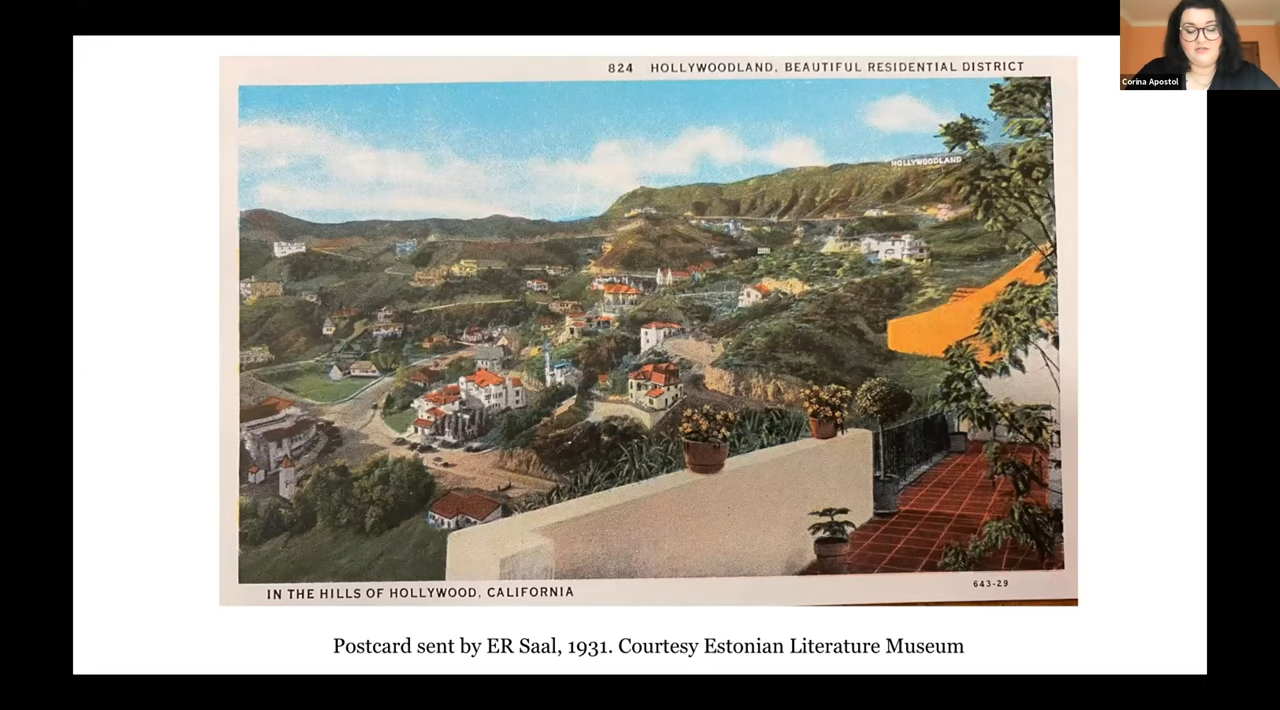 Corina Apostol
824 HOLLYWOODLAND, BEAUTIFUL RESIDENTIAL DISTRICT
HOLLYWOODLAND
IN THE HILLS OF HOLLYWOOD, CALIFORNIA
643-29
Postcard sent by ER Saal, 1931. Courtesy Estonian Literature Museum